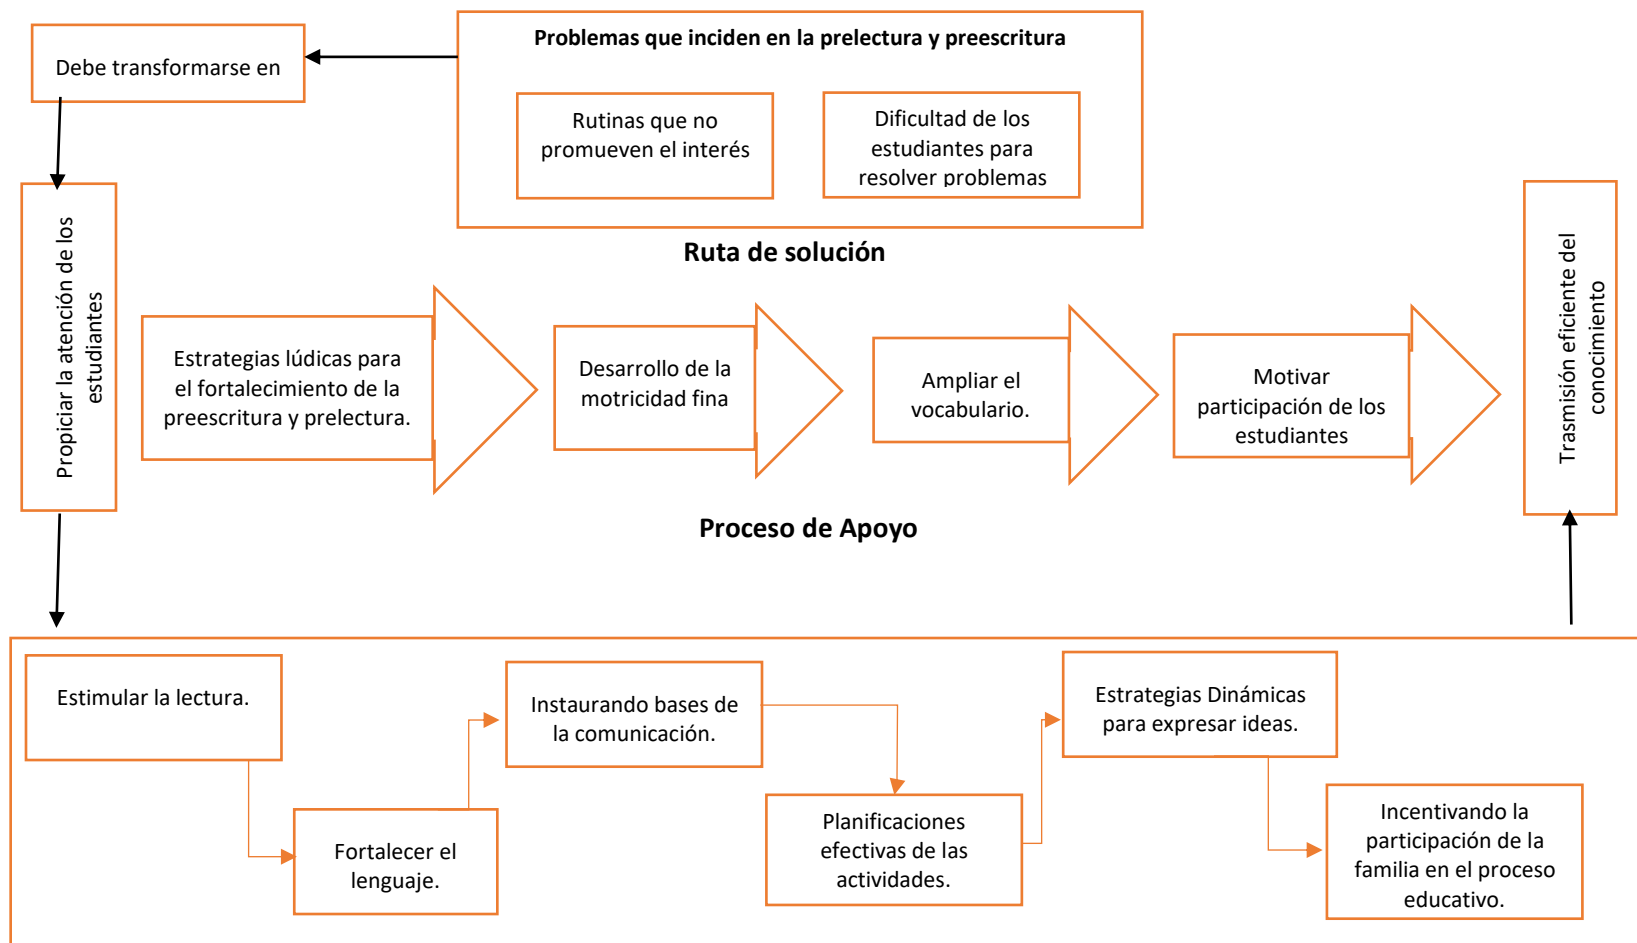 Problemas que inciden en la prelectura y preescritura
Debe transformarse en
Rutinas que no
promueven el interés
Dificultad de los
estudiantes para
resolver problemas
Ruta de solución
Propiciar la atención de los
estudiantes
Estrategias lúdicas para
el fortalecimiento de la
preescritura y prelectura.
Desarrollo de la
motricidad fina
Ampliar el
vocabulario.
Motivar
participación de los
estudiantes
Trasmisión eficiente del
conocimiento
Proceso de Apoyo
Estimular la lectura.
Fortalecer el
lenguaje.
Instaurando bases de
la comunicación.
Planificaciones
efectivas de las
actividades.
Estrategias Dinámicas
para expresar ideas.
Incentivando la
participación de la
familia en el proceso
educativo.